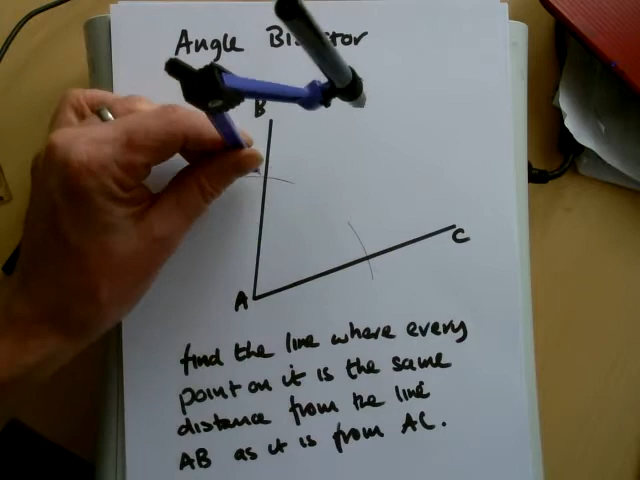 Angle
B
C
A
find the line where every
point on it is the same
distance from the line
AB as it is from AC.